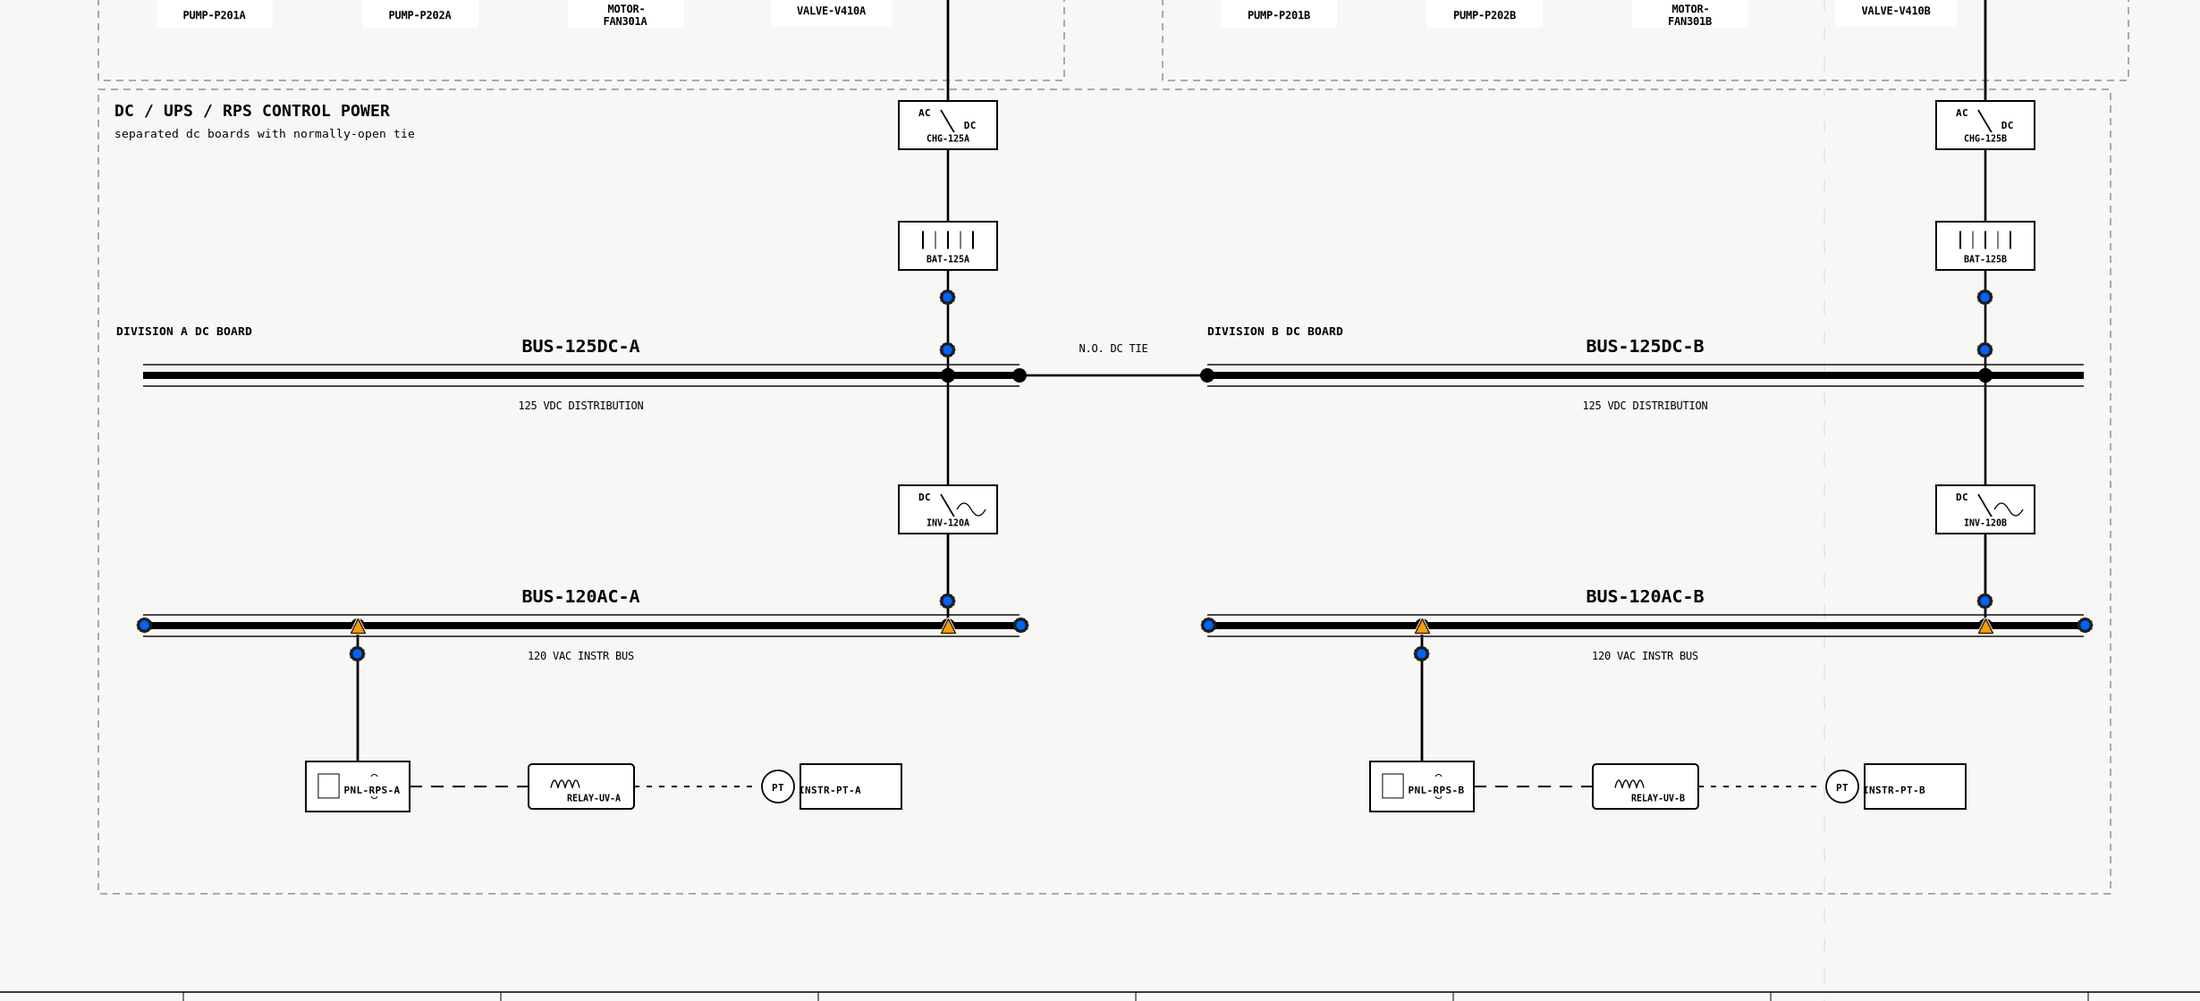 PUMP-P201A
PUMP-P202A
MOTOR-
FAN301A
VALVE-V410A
PUMP-P201B
PUMP-P202B
MOTOR-
FAN301B
VALVE-V410B
DC / UPS / RPS CONTROL POWER
separated dc boards with normally-open tie
AC
DC
CHG-125A
AC
DC
CHG-125B
BAT-125A
BAT-125B
DIVISION A DC BOARD
BUS-125DC-A
N.O. DC TIE
DIVISION B DC BOARD
BUS-125DC-B
125 VDC DISTRIBUTION
125 VDC DISTRIBUTION
DC
INV-120A
DC
INV-120B
BUS-120AC-A
BUS-120AC-B
120 VAC INSTR BUS
120 VAC INSTR BUS
PNL-RPS-A
RELAY-UV-A
PT
INSTR-PT-A
PNL-RPS-B
RELAY-UV-B
PT
INSTR-PT-B